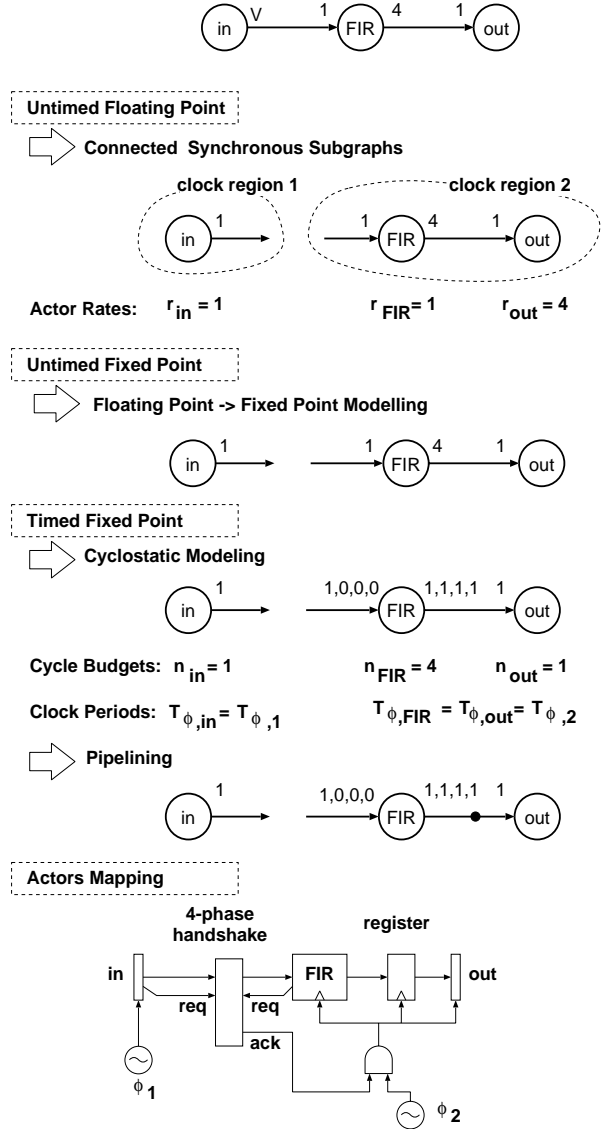 in V 1 FIR 4 1 out
Untimed Floating Point
Connected Synchronous Subgraphs
clock region 1 clock region 2
in 1 1 FIR 4 1 out
Actor Rates: r in = 1 r FIR = 1 r out = 4
Untimed Fixed Point
Floating Point -> Fixed Point Modelling
in 1 1 FIR 4 1 out
Timed Fixed Point
Cyclostatic Modeling
in 1 1,0,0,0 FIR 1,1,1,1 1 out
Cycle Budgets: n in = 1 n FIR = 4 n out = 1
Clock Periods: T ϕ,in = T ϕ,1 T ϕ,FIR = T ϕ,out = T ϕ,2
Pipelining
in 1 1,0,0,0 FIR 1,1,1,1 1 out
Actors Mapping
4-phase
handshake
register
in FIR out
req req
ack
ϕ 1
ϕ 2